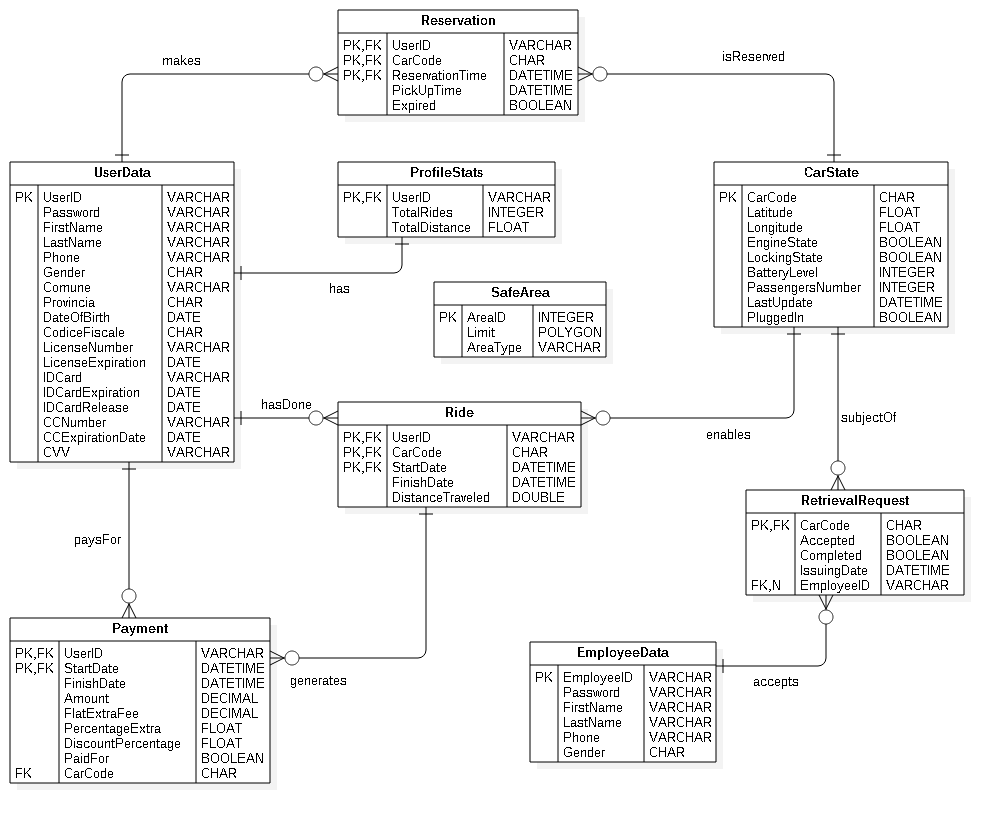 Reservation
PK,FK UserID VARCHAR
PK,FK CarCode CHAR
PK,FK ReservationTime DATETIME
PickUpTime DATETIME
Expired BOOLEAN
makes
isReserved
UserData
PK UserID VARCHAR
Password VARCHAR
FirstName VARCHAR
LastName VARCHAR
Phone VARCHAR
Gender CHAR
Comune VARCHAR
Provincia CHAR
DateOfBirth DATE
CodiceFiscale CHAR
LicenseNumber VARCHAR
LicenseExpiration DATE
IDCard VARCHAR
IDCardExpiration DATE
IDCardRelease DATE
CCNumber VARCHAR
CCExpirationDate DATE
CVV VARCHAR
ProfileStats
PK,FK UserID VARCHAR
TotalRides INTEGER
TotalDistance FLOAT
has
CarState
PK CarCode CHAR
Latitude FLOAT
Longitude FLOAT
EngineState BOOLEAN
LockingState BOOLEAN
BatteryLevel INTEGER
PassengersNumber INTEGER
LastUpdate DATETIME
PluggedIn BOOLEAN
SafeArea
PK AreaID INTEGER
Limit POLYGON
AreaType VARCHAR
hasDone
Ride
PK,FK UserID VARCHAR
PK,FK CarCode CHAR
PK,FK StartDate DATETIME
FinishDate DATETIME
DistanceTraveled DOUBLE
enables
subjectOf
RetrievalRequest
PK,FK CarCode CHAR
Accepted BOOLEAN
Completed BOOLEAN
IssuingDate DATETIME
FK,N EmployeeID VARCHAR
paysFor
Payment
PK,FK UserID VARCHAR
PK,FK StartDate DATETIME
FinishDate DATETIME
Amount DECIMAL
FlatExtraFee DECIMAL
PercentageExtra FLOAT
DiscountPercentage FLOAT
PaidFor BOOLEAN
FK CarCode CHAR
generates
EmployeeData
PK EmployeeID VARCHAR
Password VARCHAR
FirstName VARCHAR
LastName VARCHAR
Phone VARCHAR
Gender CHAR
accepts